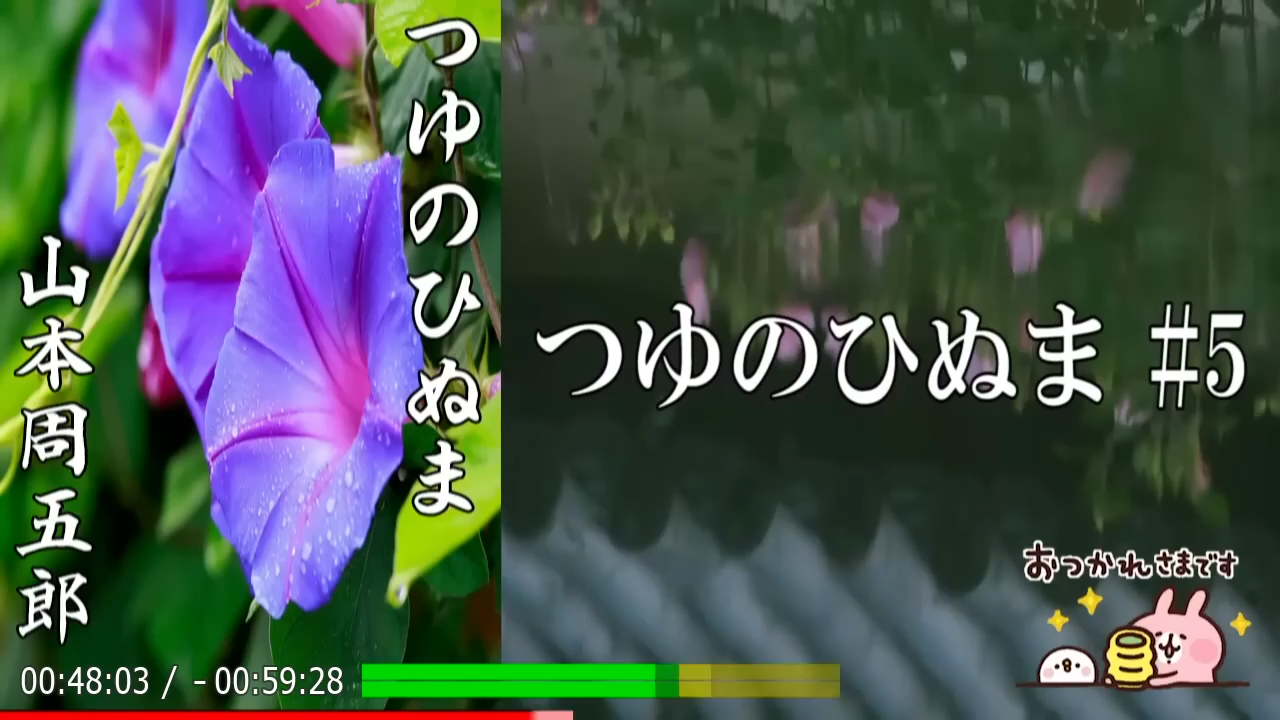 つゆのひぬま
山本周五郎
つゆのひぬま #5
おつかれさまです
00:48:03 / -00:59:28